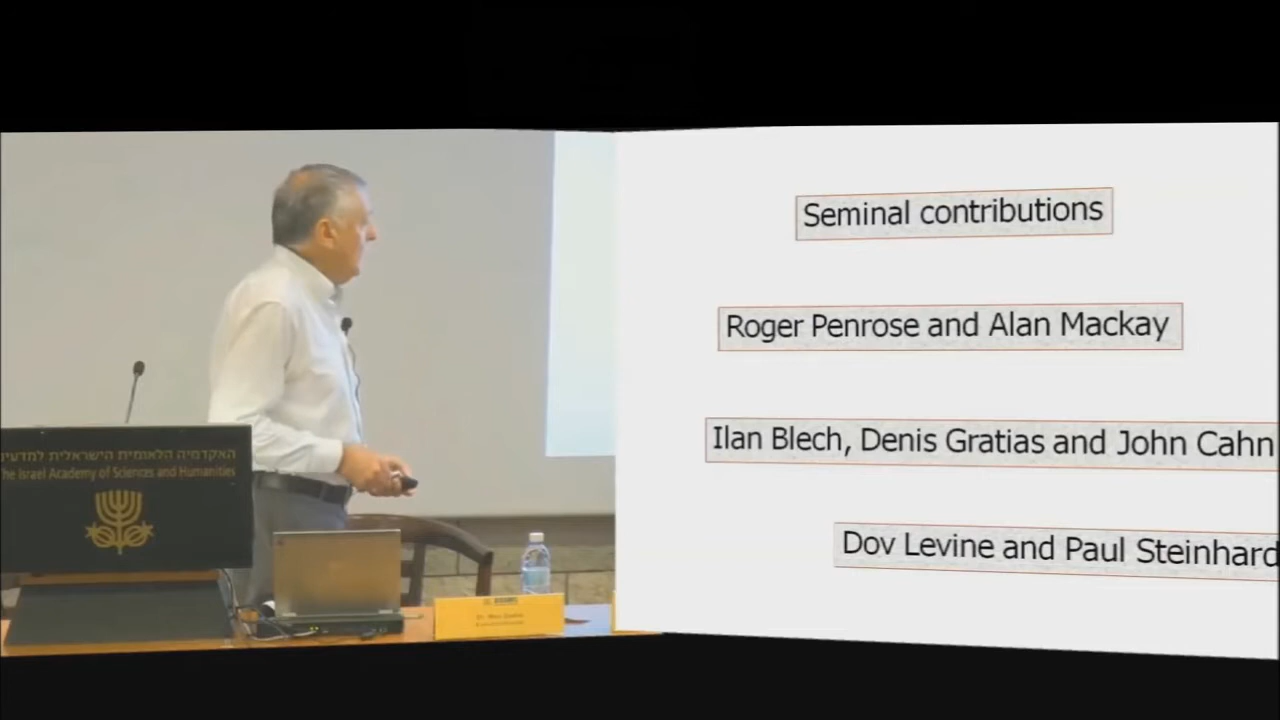 האקדמיה הלאומית הישראלית למדעים
The Israel Academy of Sciences and Humanities
Seminal contributions
Roger Penrose and Alan Mackay
Ilan Blech, Denis Gratias and John Cahn
Dov Levine and Paul Steinhard